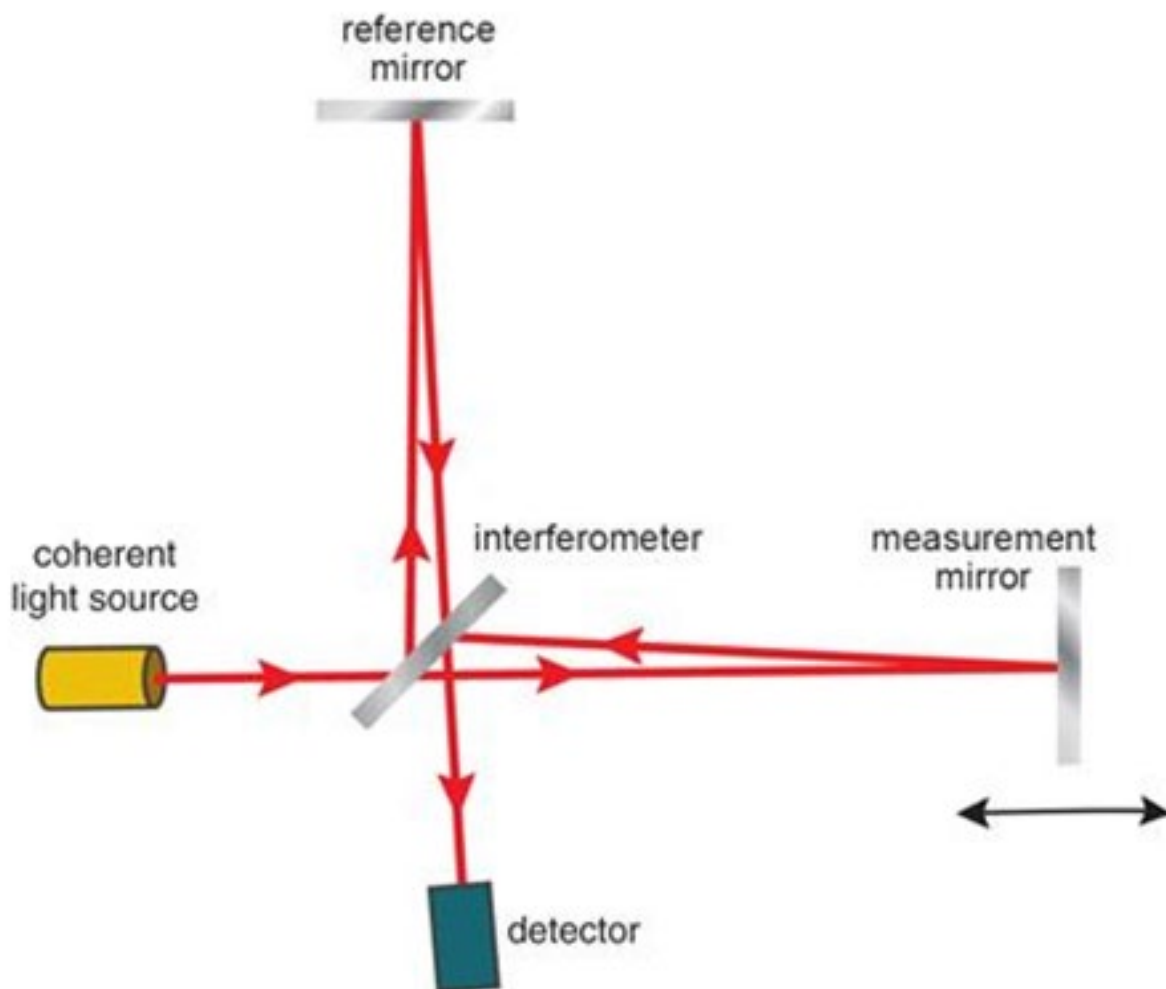 reference
mirror
interferometer
measurement
mirror
coherent
light source
detector